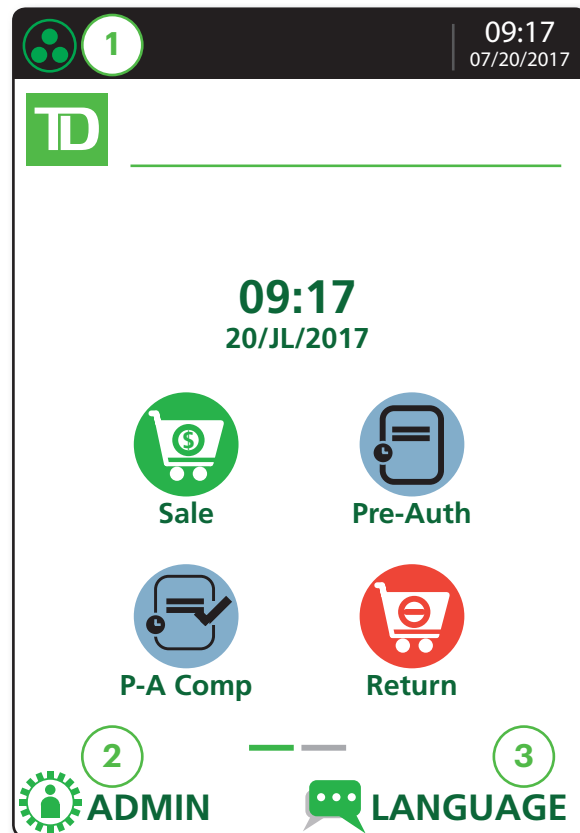 1
09:17
07/20/2017
TD
09:17
20/JL/2017
$
Sale
Pre-Auth
P-A Comp
Return
2
3
ADMIN
LANGUAGE